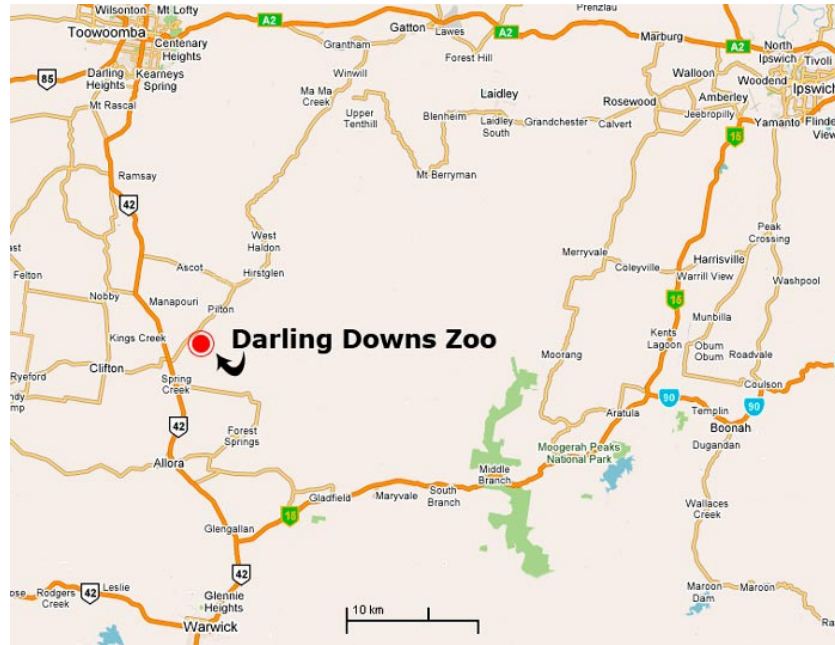 Wilsonton
Mt Lofty
Toowoomba
Centenary
Heights
A2
Grantham
Gatton
Lawes
A2
Forest Hill
Prenzlau
Marburg
A2
North
Ipswich
Tivoli
85
Darling
Heights
Kearneys
Spring
Winwill
Ma Ma
Creek
Laidley
Walloon
Woodend
Ipswich
Rosewood
Amberley
Jeebropilly
Mt Rascal
Upper
Tenthill
Blenheim
Laidley
South
Grandchester
Calvert
Yamanto
Flinde
View
15
Mt Berryman
Ramsay
42
West
Haldon
Peak
Crossing
Ascot
Hirstglen
Merryvale
Coleyville
Harrisville
Warrill View
Washpool
Felton
Nobby
Manapouri
Pilton
15
Munbilla
Kings Creek
Darling Downs Zoo
Kents
Lagoon
Obum
Obum
Roadvale
Moorang
Ryeford
Clifton
Spring
Creek
Coulson
90
Templin
90
Aratula
Boonah
42
Forest
Springs
Dugandan
Moogerah Peaks
National Park
Allora
Middle
Branch
Gladfield
Maryvale
South
Branch
Wallaces
Creek
15
Glengallan
42
Rodgers
Creek
42
Leslie
Glennie
Heights
Warwick
10 km
Maroon
Dam
Maroon